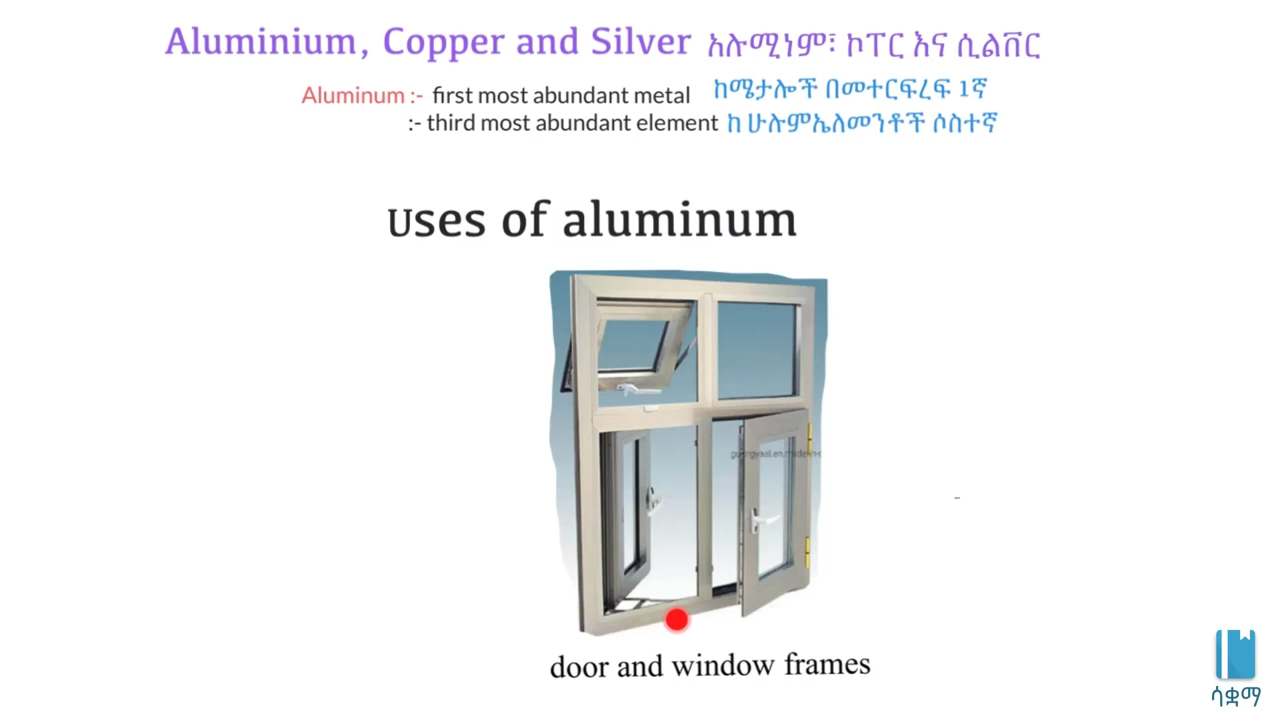 Aluminium, Copper and Silver አሉሚነም፣ ኮፐር እና ሲልቨር
Aluminum :- first most abundant metal ከሜታሎች በመተርፍረፍ 1ኛ
:- third most abundant element ከ ሁሉምኤለመንቶች ሶስተኛ
Uses of aluminum
door and window frames
ሳቋማ